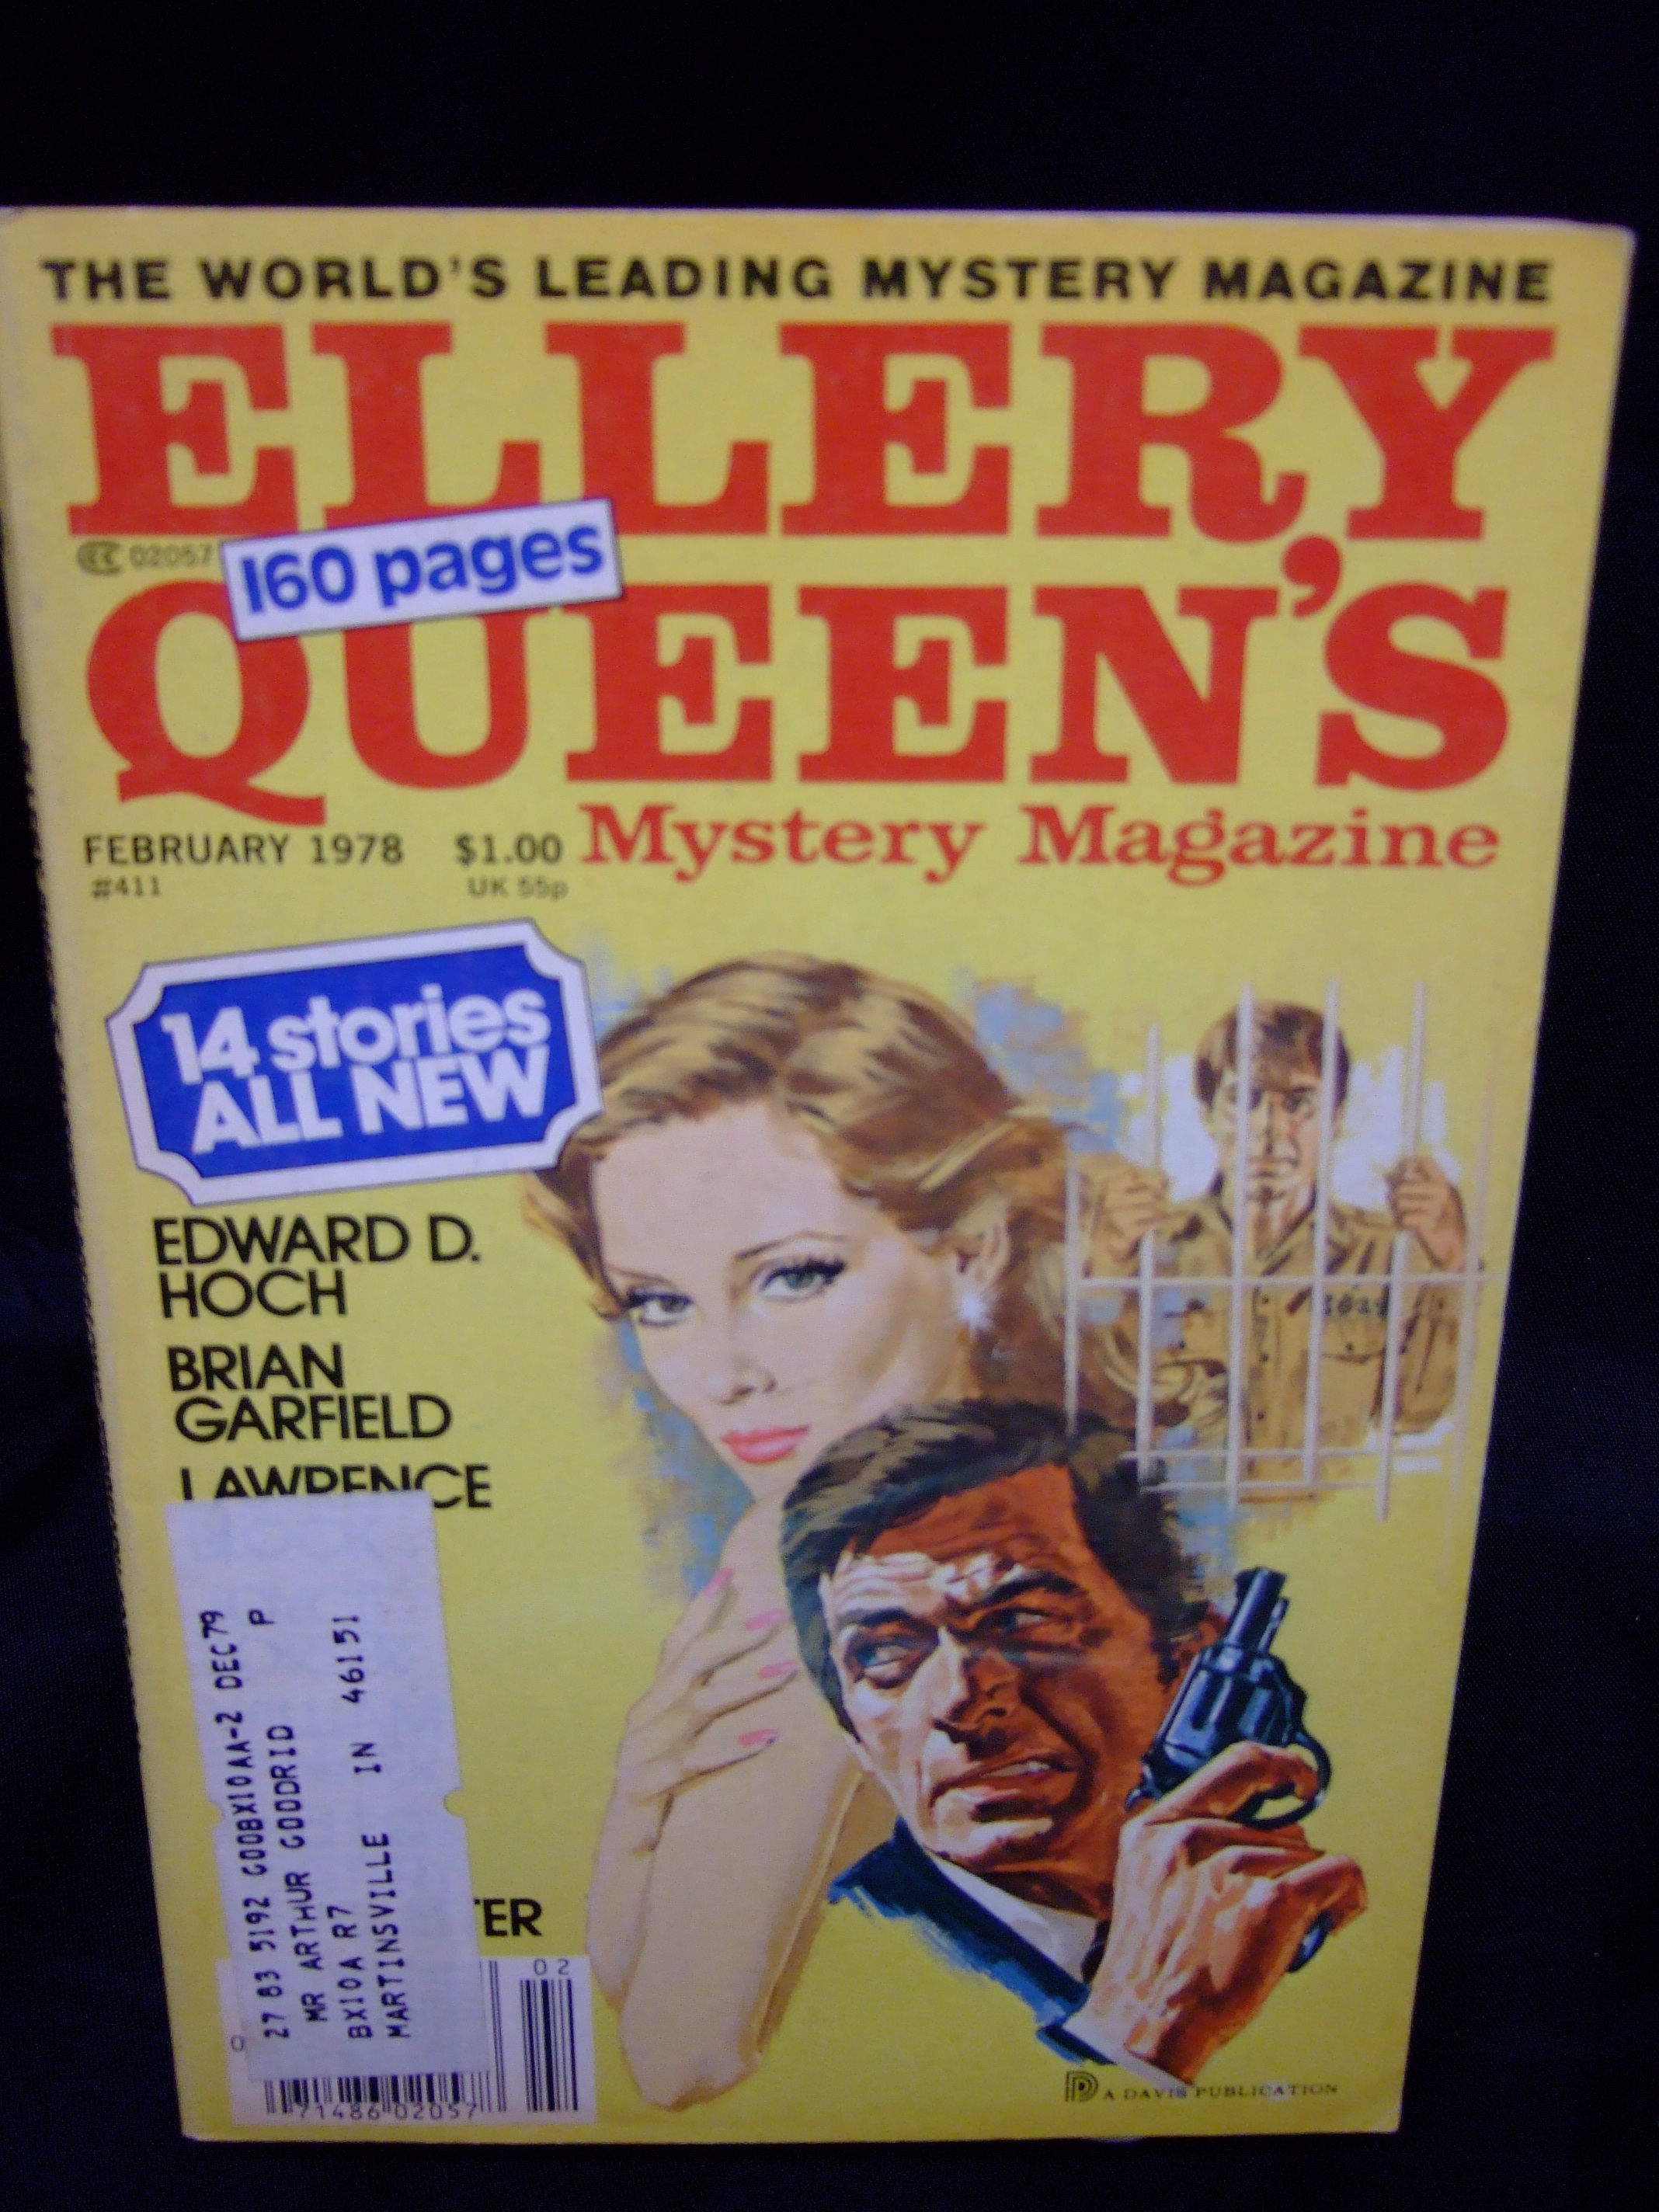 THE WORLD'S LEADING MYSTERY MAGAZINE
ELLERY
02057
160 pages
QUEEN'S
Mystery Magazine
FEBRUARY 1978 $1.00
#411 UK 55p
14 stories
ALL NEW
EDWARD D.
HOCH
BRIAN
GARFIELD
LAWRENCE
TER
27 83 5192 GOOBX10AA-2 DEC79
MR ARTHUR GOODRID P
BX10A R7
MARTINSVILLE IN 46151
02
0
71486 02057
A DAVIS PUBLICATION